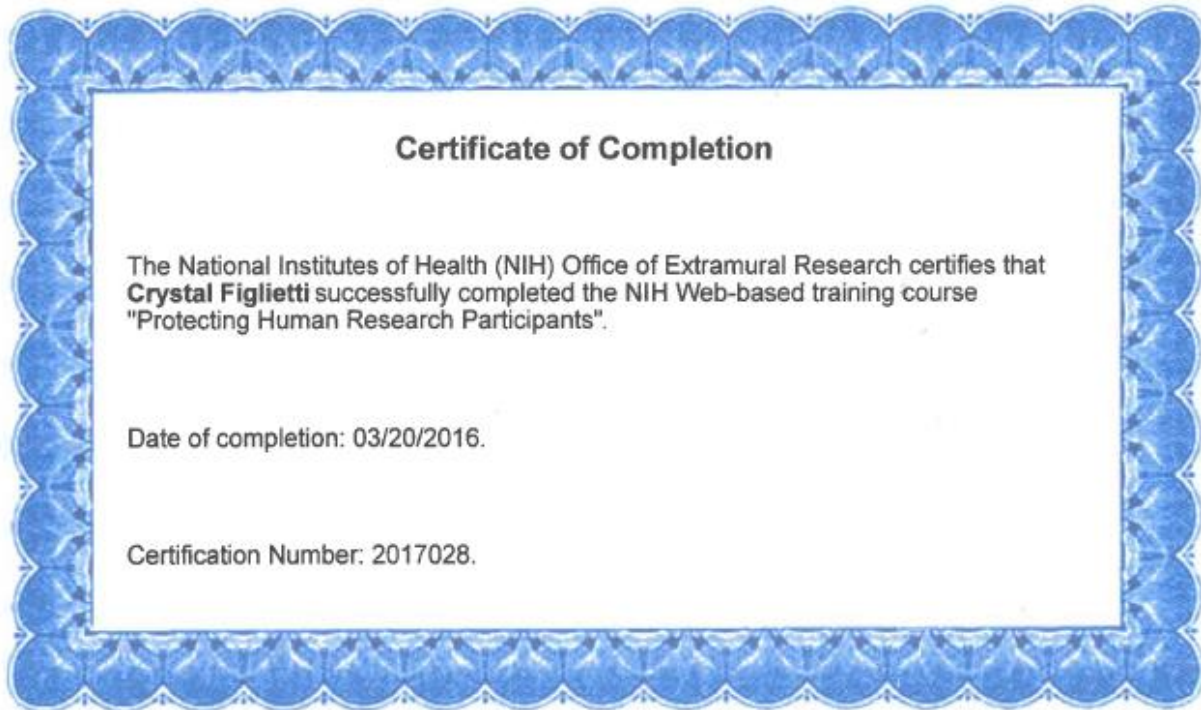 Certificate of Completion
The National Institutes of Health (NIH) Office of Extramural Research certifies that
Crystal Figlietti successfully completed the NIH Web-based training course
"Protecting Human Research Participants".
Date of completion: 03/20/2016.
Certification Number: 2017028.